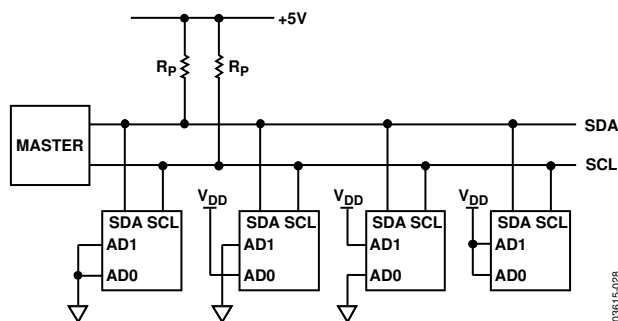 +5V
RP RP
MASTER
SDA
SCL
VDD VDD VDD
SDA SCL SDA SCL SDA SCL SDA SCL
AD1 AD1 AD1 AD1
AD0 AD0 AD0 AD0
03615-028